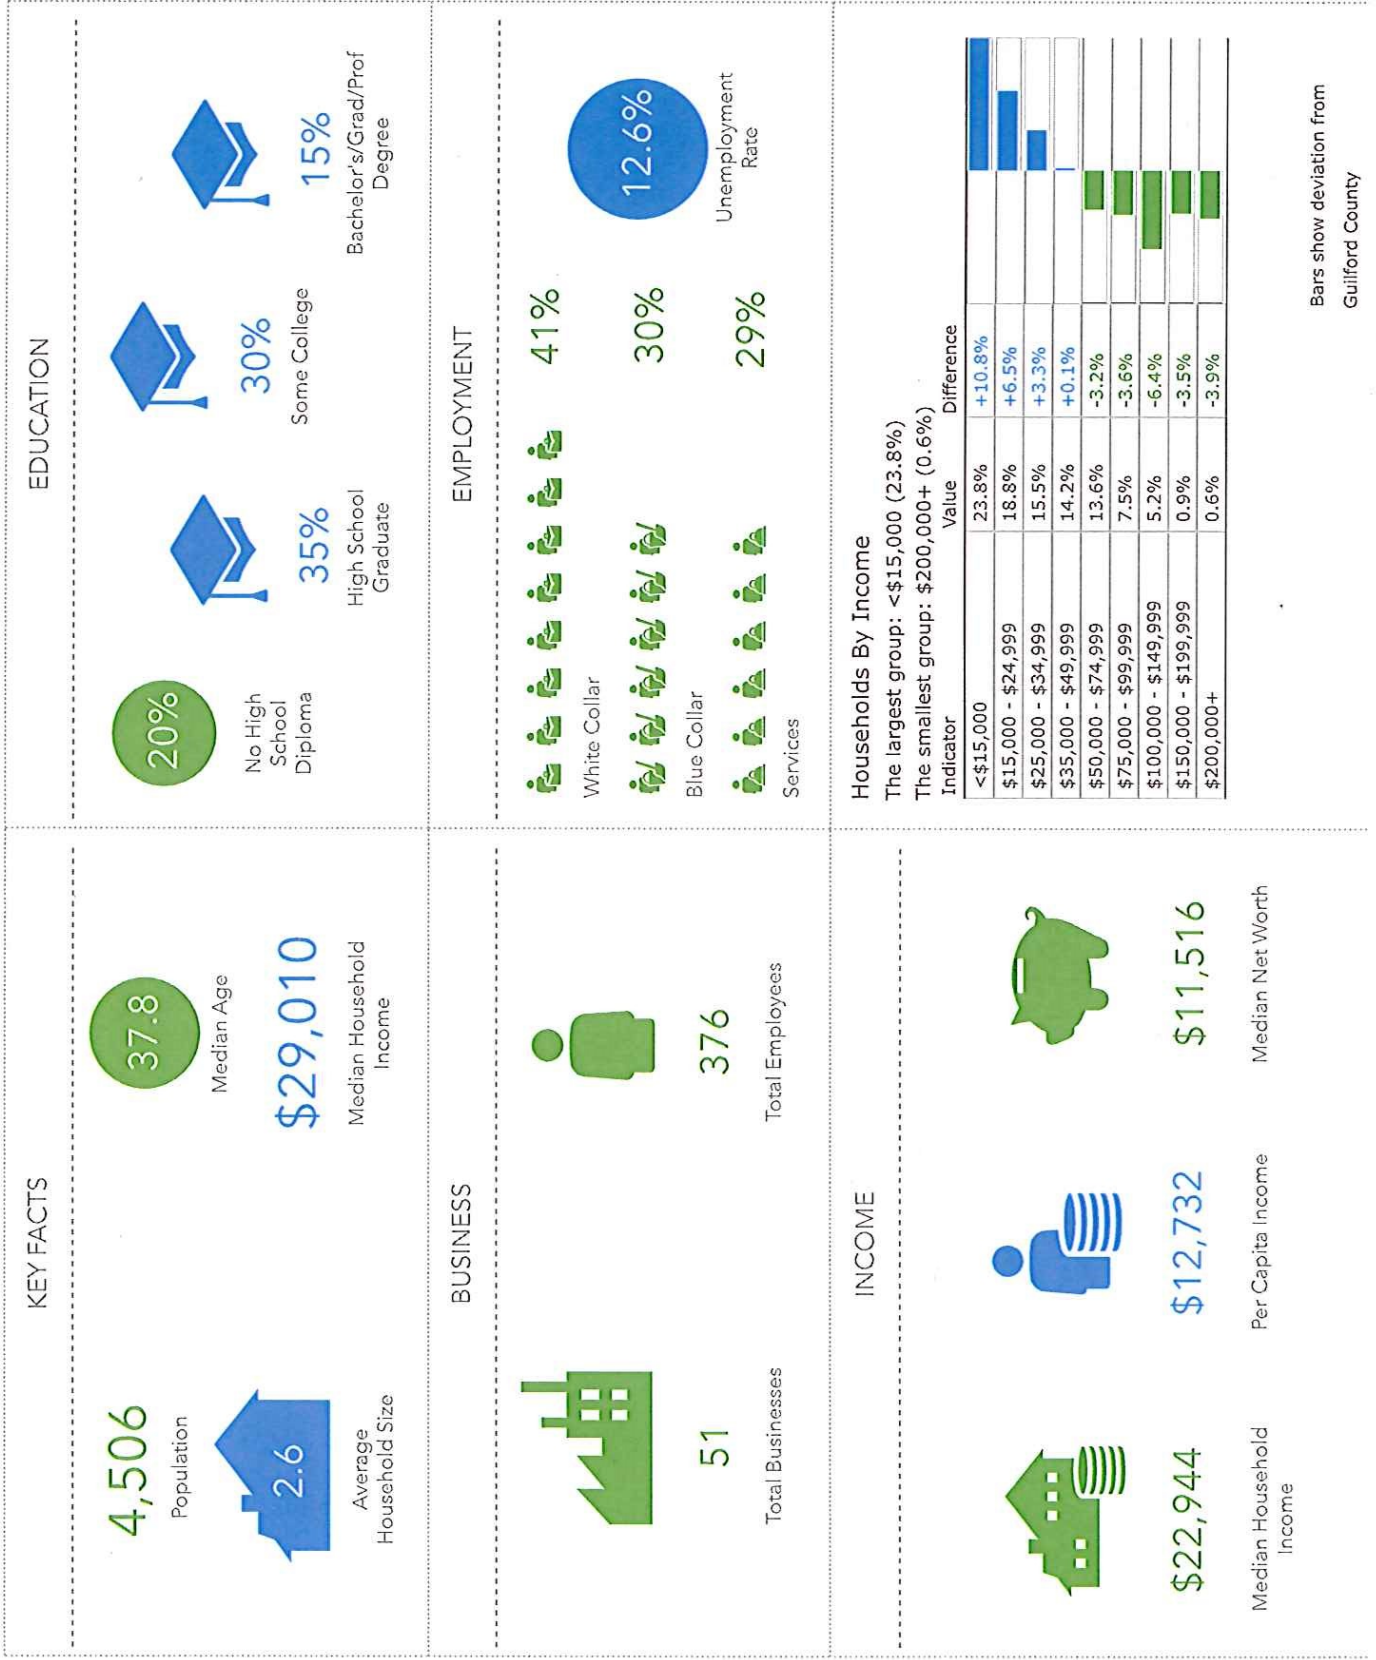 KEY FACTS
4,506
Population
37.8
Median Age
2.6
Average
Household Size
$29,010
Median Household
Income
EDUCATION
20%
No High
School
Diploma
35%
High School
Graduate
30%
Some College
15%
Bachelor's/Grad/Prof
Degree
BUSINESS
51
Total Businesses
376
Total Employees
EMPLOYMENT
White Collar
41%
Blue Collar
30%
Services
29%
12.6%
Unemployment
Rate
INCOME
$22,944
Median Household
Income
$12,732
Per Capita Income
$11,516
Median Net Worth
Households By Income
The largest group: <$15,000 (23.8%)
The smallest group: $200,000+ (0.6%)
Indicator Value Difference
<$15,000 23.8% +10.8%
$15,000 - $24,999 18.8% +6.5%
$25,000 - $34,999 15.5% +3.3%
$35,000 - $49,999 14.2% +0.1%
$50,000 - $74,999 13.6% -3.2%
$75,000 - $99,999 7.5% -3.6%
$100,000 - $149,999 5.2% -6.4%
$150,000 - $199,999 0.9% -3.5%
$200,000+ 0.6% -3.9%
Bars show deviation from
Guilford County